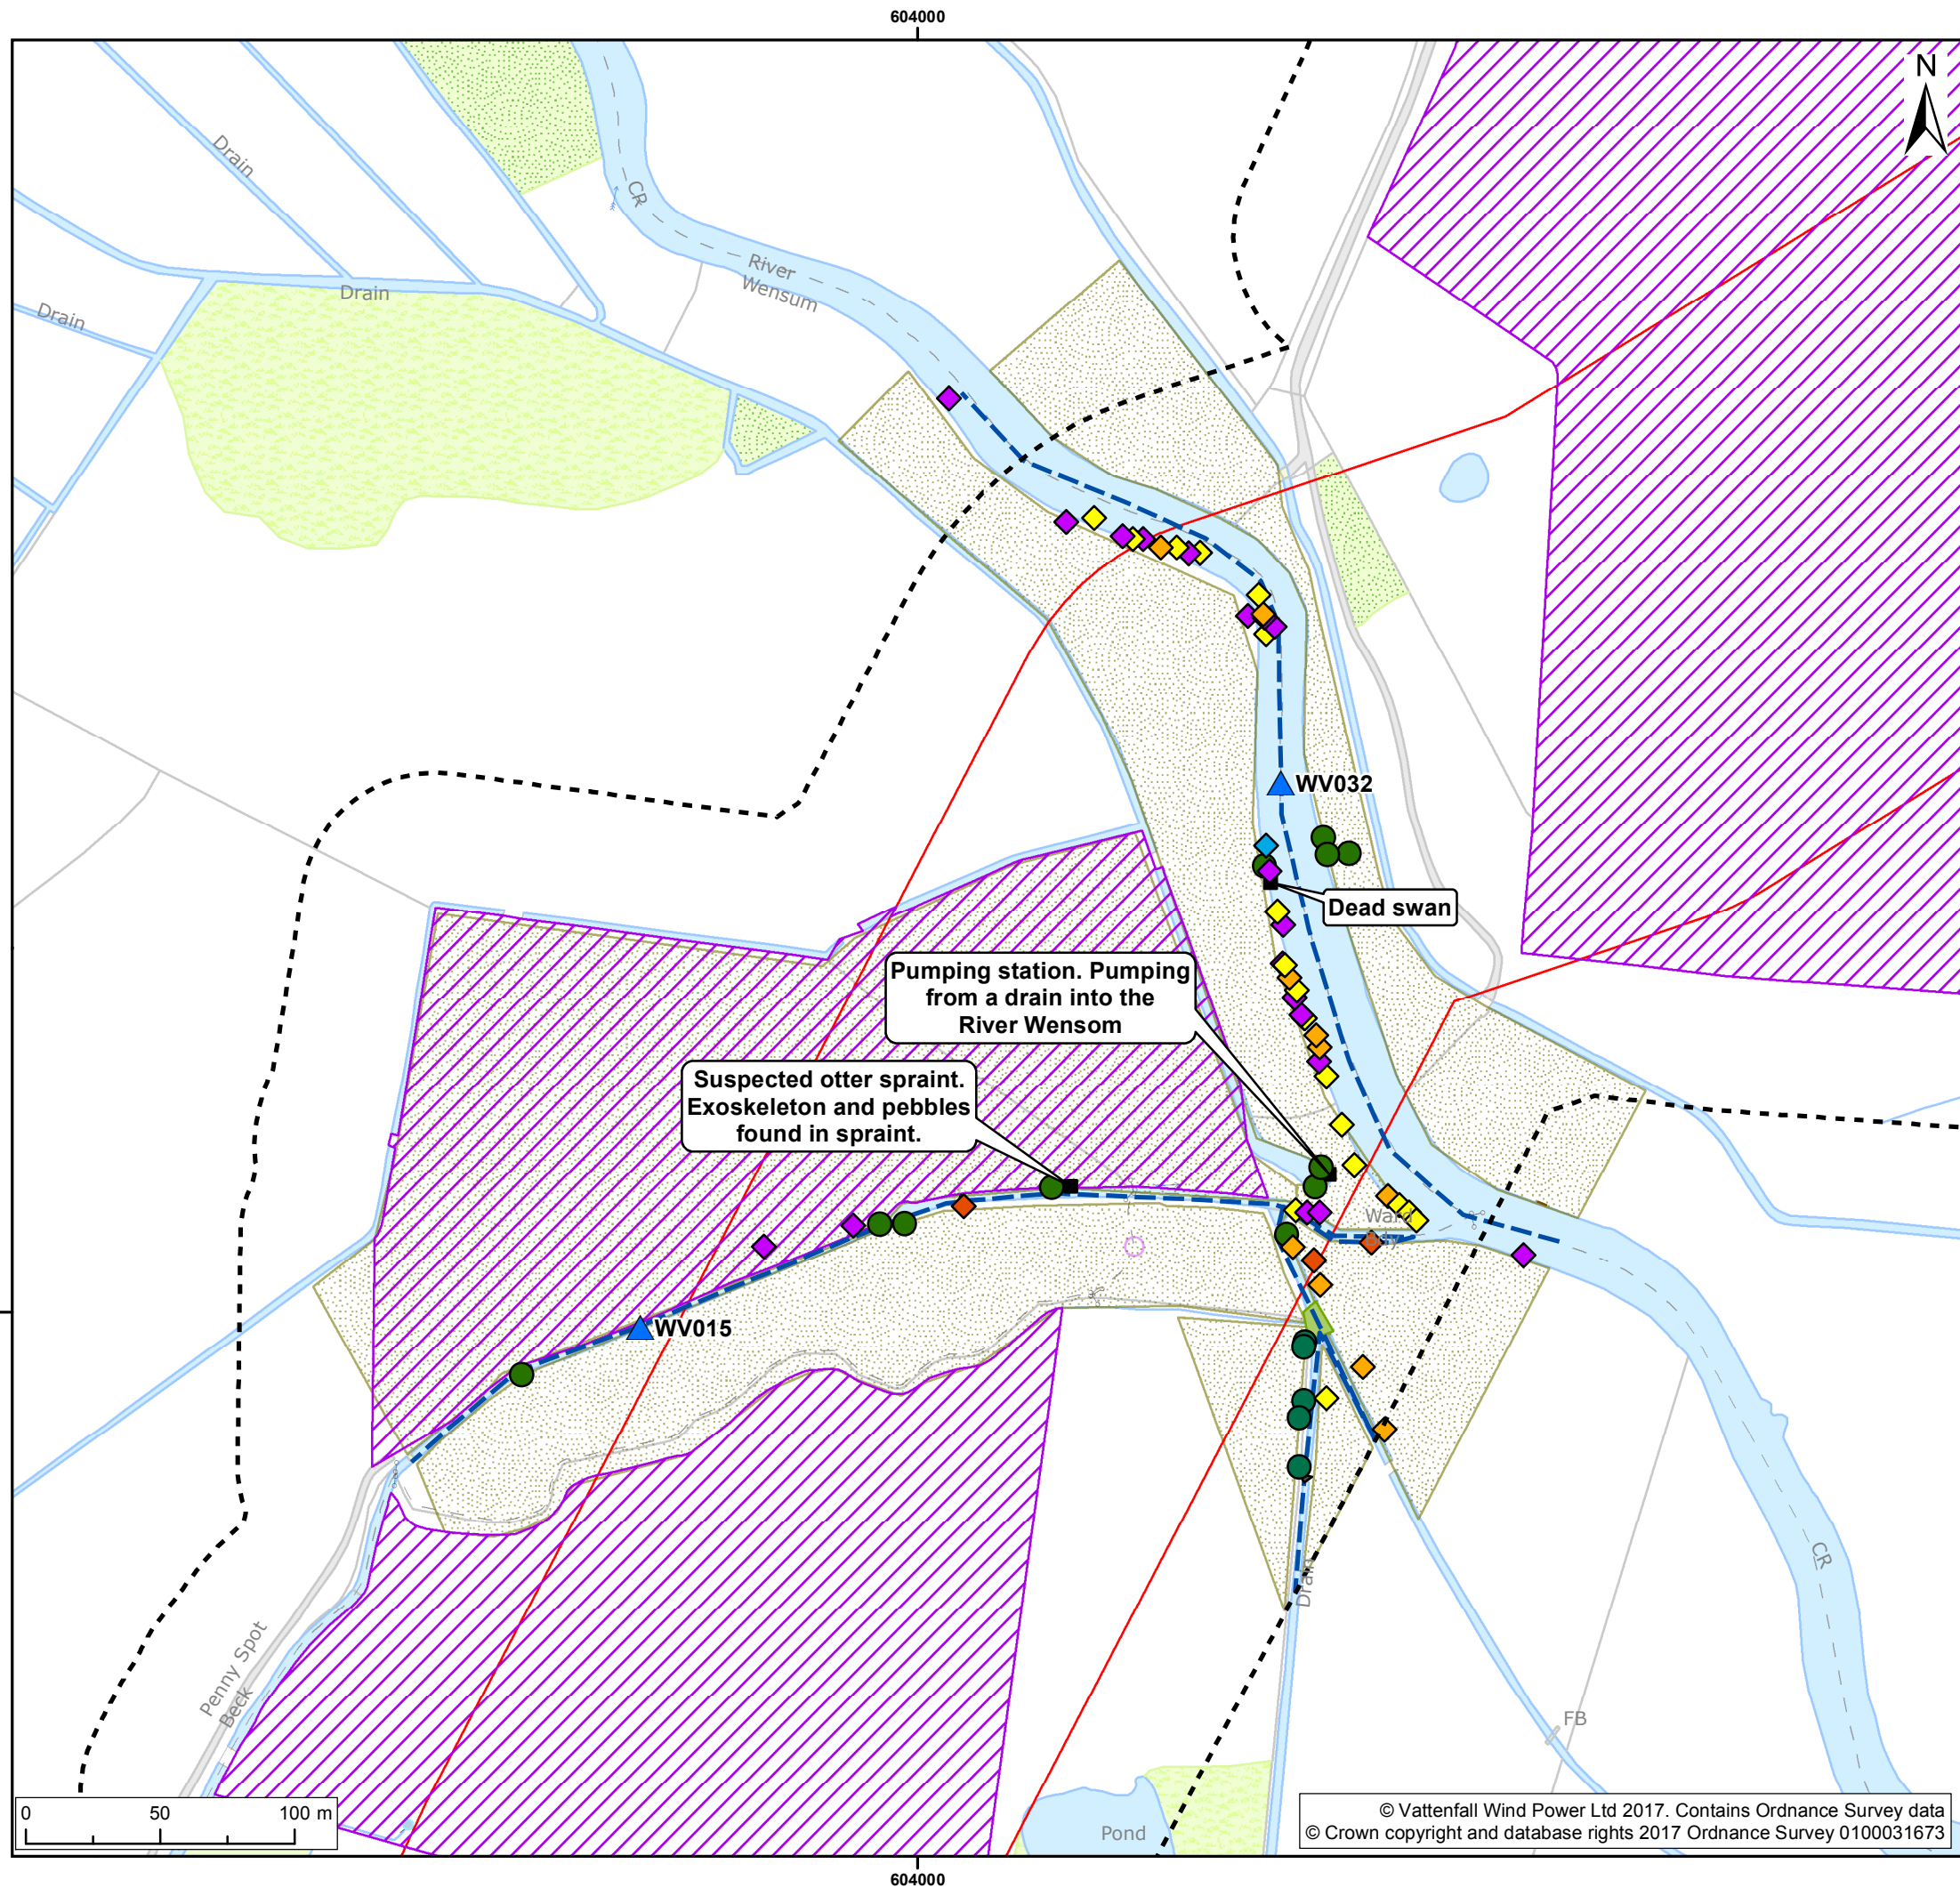 604000
N
Drain
CR
River
Wensum
Drain
Drain
WV032
Dead swan
Pumping station. Pumping
from a drain into the
River Wensom
Suspected otter spraint.
Exoskeleton and pebbles
found in spraint.
Ward
Bdy
WV015
CR
Drain
Penny Spot
Beck
FB
Pond
0 50 100 m
© Vattenfall Wind Power Ltd 2017. Contains Ordnance Survey data
© Crown copyright and database rights 2017 Ordnance Survey 0100031673
604000